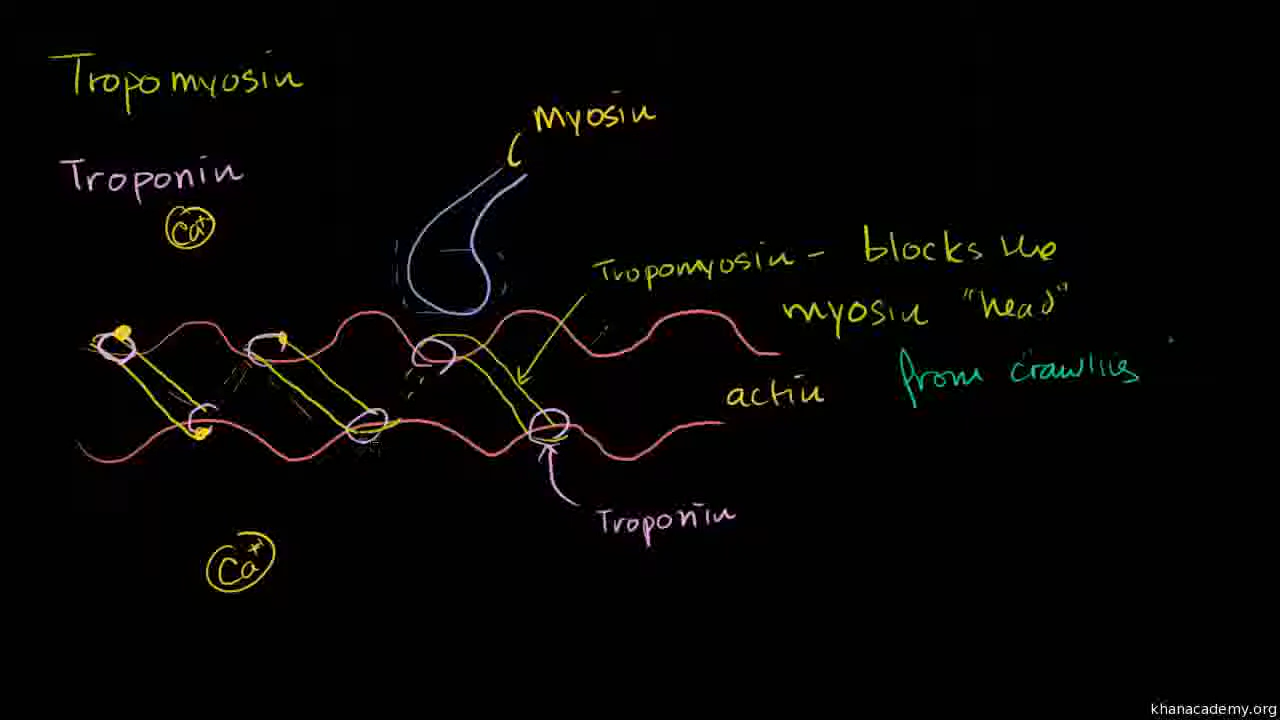 Tropomyosin
Myosin
Troponin
Ca+
Tropomyosin - blocks the
myosin "head"
from crawling
actin
Troponin
Ca+
khanacademy.org